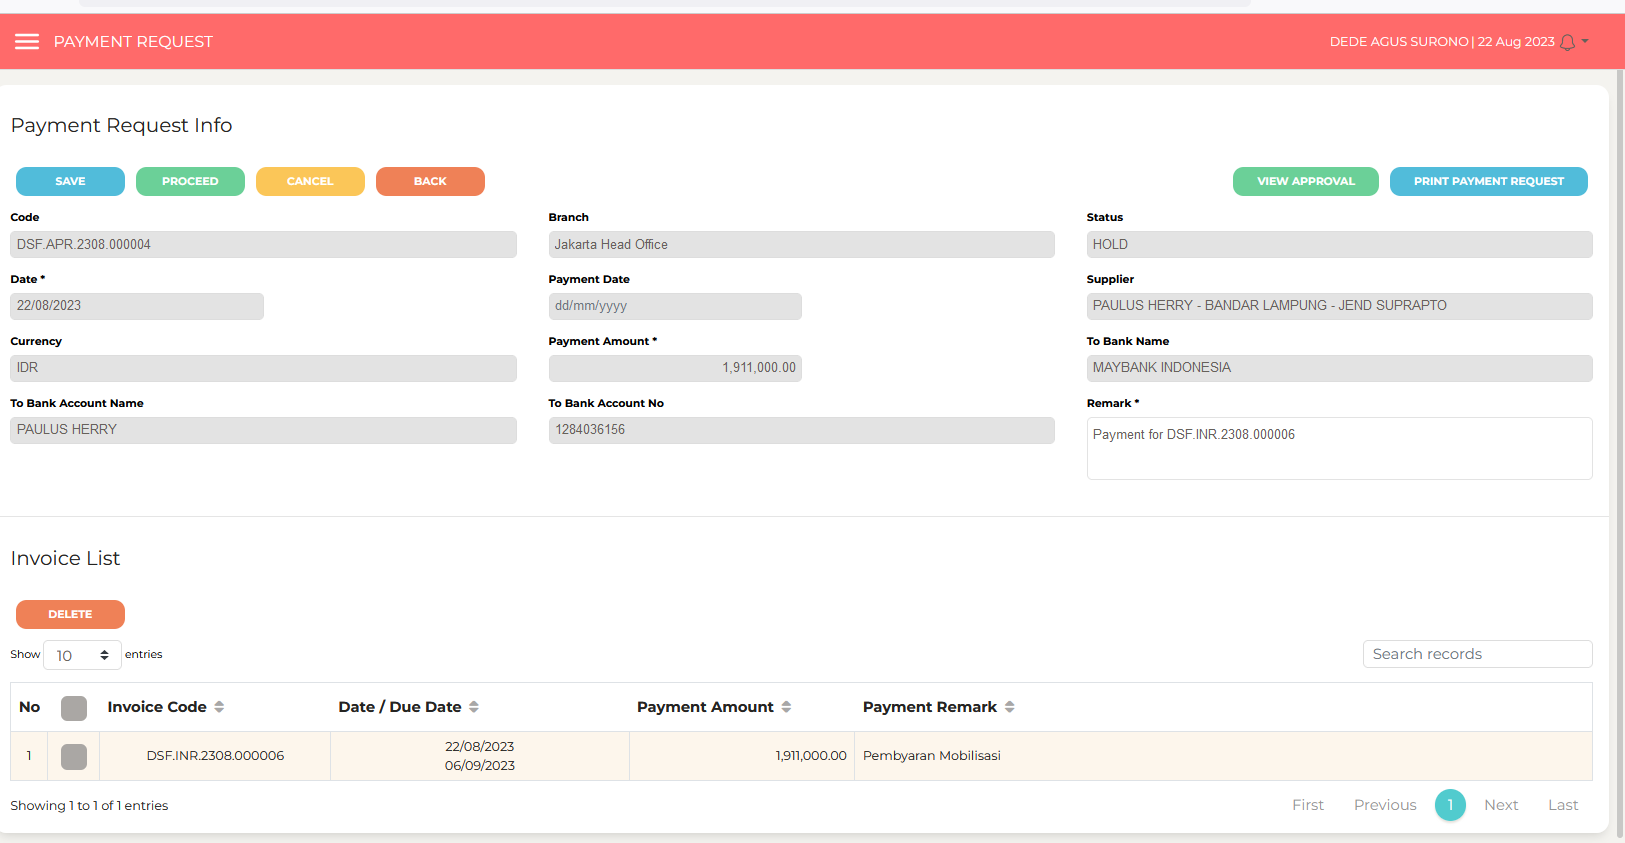 PAYMENT REQUEST
DEDE AGUS SURONO | 22 Aug 2023
Payment Request Info
SAVE PROCEED CANCEL BACK VIEW APPROVAL PRINT PAYMENT REQUEST
Code Branch Status
DSF.APR.2308.000004 Jakarta Head Office HOLD
Date * Payment Date Supplier
22/08/2023 dd/mm/yyyy PAULUS HERRY - BANDAR LAMPUNG - JEND SUPRAPTO
Currency Payment Amount * To Bank Name
IDR 1,911,000.00 MAYBANK INDONESIA
To Bank Account Name To Bank Account No Remark *
PAULUS HERRY 1284036156 Payment for DSF.INR.2308.000006
Invoice List
DELETE
Show 10 entries Search records
No Invoice Code Date / Due Date Payment Amount Payment Remark
1 DSF.INR.2308.000006 22/08/2023 1,911,000.00 Pembyaran Mobilisasi
06/09/2023
Showing 1 to 1 of 1 entries First Previous 1 Next Last